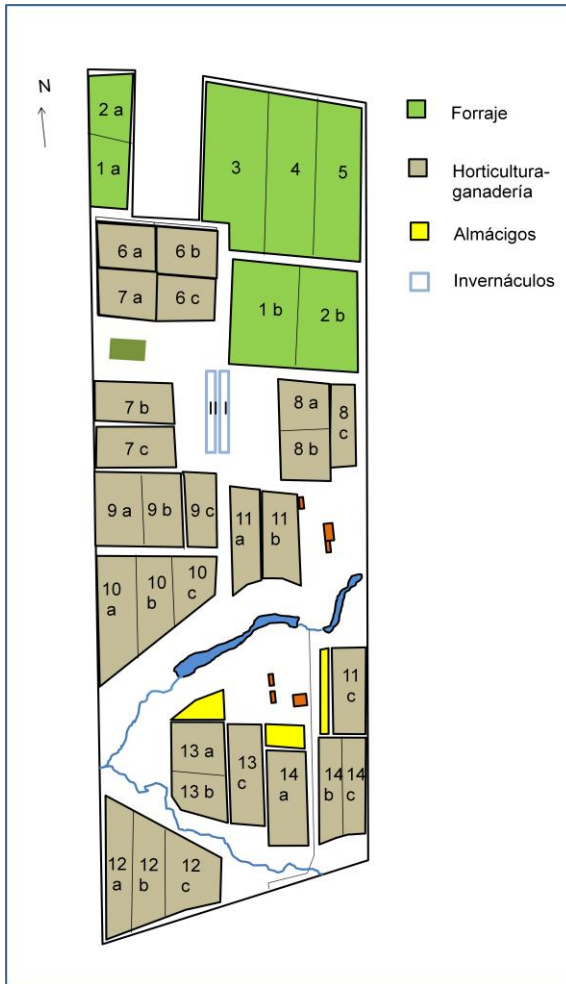 N
2 a
1 a
3
4
5
Forraje
Horticultura-
ganadería
Almácigos
Invernáculos
6 a
6 b
7 a
6 c
1 b
2 b
7 b
7 c
II
I
8 a
8 b
8
c
9 a
9 b
9 c
11
a
11
b
10
a
10
b
10
c
11
c
13 a
13 b
13
c
14
a
14
b
14
c
12
a
12
b
12
c